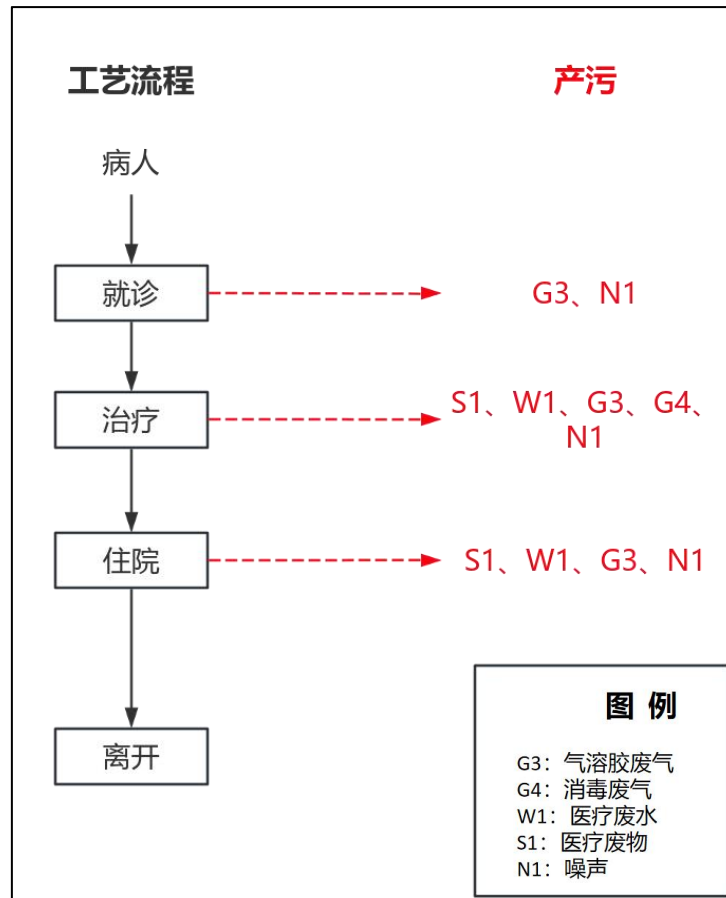 工艺流程
产污
病人
就诊
G3、N1
治疗
S1、W1、G3、G4、
N1
住院
S1、W1、G3、N1
离开
图 例
G3：气溶胶废气
G4：消毒废气
W1：医疗废水
S1：医疗废物
N1：噪声